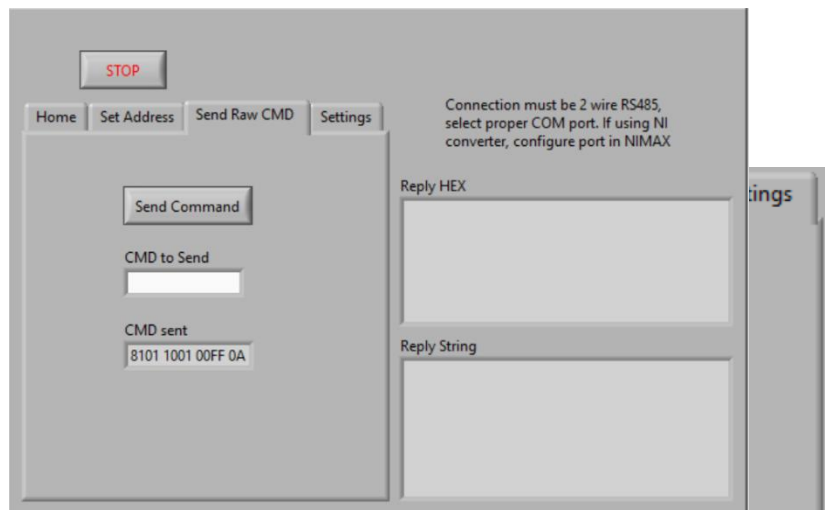 STOP
Home
Set Address
Send Raw CMD
Settings
Connection must be 2 wire RS485,
select proper COM port. If using NI
converter, configure port in NIMAX
Send Command
CMD to Send
CMD sent
8101 1001 00FF 0A
Reply HEX
Reply String
tings